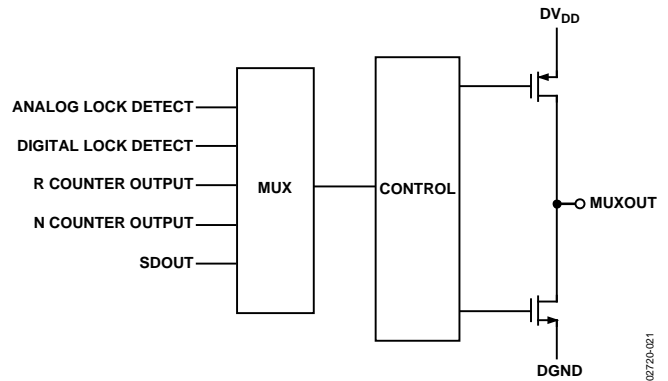 DVDD
ANALOG LOCK DETECT
DIGITAL LOCK DETECT
R COUNTER OUTPUT
N COUNTER OUTPUT
SDOUT
MUX
CONTROL
MUXOUT
DGND
02720-021